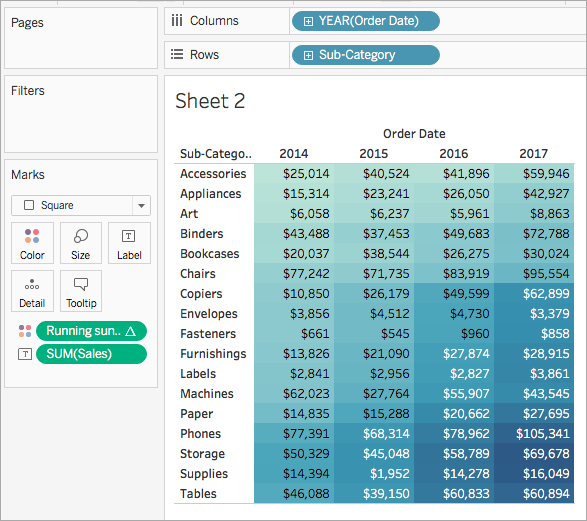 Pages
Columns
YEAR(Order Date)
Rows
Sub-Category
Filters
Marks
Square
Color Size Label
Detail Tooltip
Running sun.. Δ
SUM(Sales)
Sheet 2
Order Date
Sub-Catego.. 2014 2015 2016 2017
Accessories $25,014 $40,524 $41,896 $59,946
Appliances $15,314 $23,241 $26,050 $42,927
Art $6,058 $6,237 $5,961 $8,863
Binders $43,488 $37,453 $49,683 $72,788
Bookcases $20,037 $38,544 $26,275 $30,024
Chairs $77,242 $71,735 $83,919 $95,554
Copiers $10,850 $26,179 $49,599 $62,899
Envelopes $3,856 $4,512 $4,730 $3,379
Fasteners $661 $545 $960 $858
Furnishings $13,826 $21,090 $27,874 $28,915
Labels $2,841 $2,956 $2,827 $3,861
Machines $62,023 $27,764 $55,907 $43,545
Paper $14,835 $15,288 $20,662 $27,695
Phones $77,391 $68,314 $78,962 $105,341
Storage $50,329 $45,048 $58,789 $69,678
Supplies $14,394 $1,952 $14,278 $16,049
Tables $46,088 $39,150 $60,833 $60,894